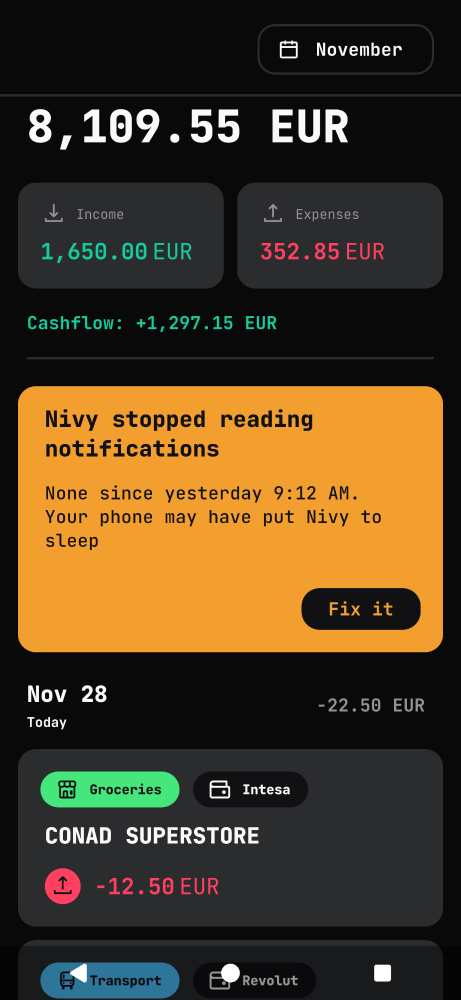 November
8,109.55 EUR
Income
1,650.00 EUR
Expenses
352.85 EUR
Cashflow: +1,297.15 EUR
Nivy stopped reading
notifications
None since yesterday 9:12 AM.
Your phone may have put Nivy to
sleep
Fix it
Nov 28
Today
-22.50 EUR
Groceries
Intesa
CONAD SUPERSTORE
-12.50 EUR
Transport
Revolut